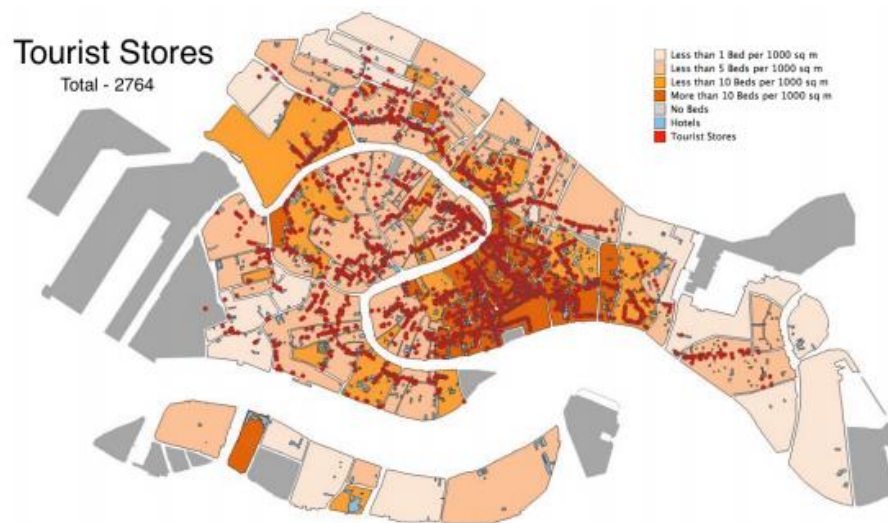 Tourist Stores
Total - 2764
Less than 1 Bed per 1000 sq m
Less than 5 Beds per 1000 sq m
Less than 10 Beds per 1000 sq m
More than 10 Beds per 1000 sq m
No Beds
Hotels
Tourist Stores